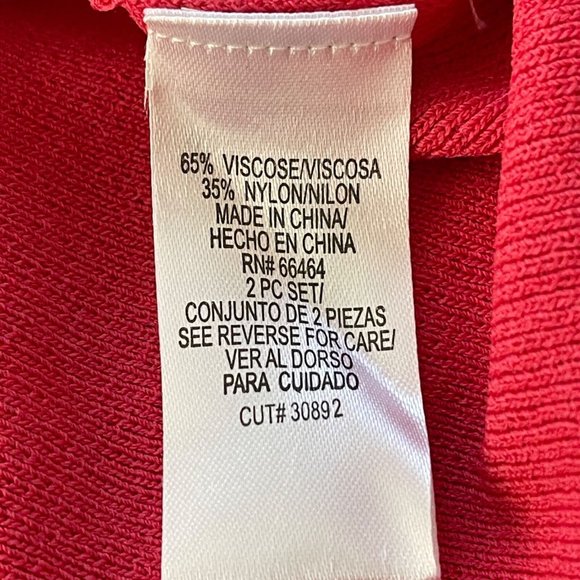 65% VISCOSE/VISCOSA
35% NYLON/NILON
MADE IN CHINA/
HECHO EN CHINA
RN# 66464
2 PC SET/
CONJUNTO DE 2 PIEZAS
SEE REVERSE FOR CARE/
VER AL DORSO
PARA CUIDADO
CUT# 30892